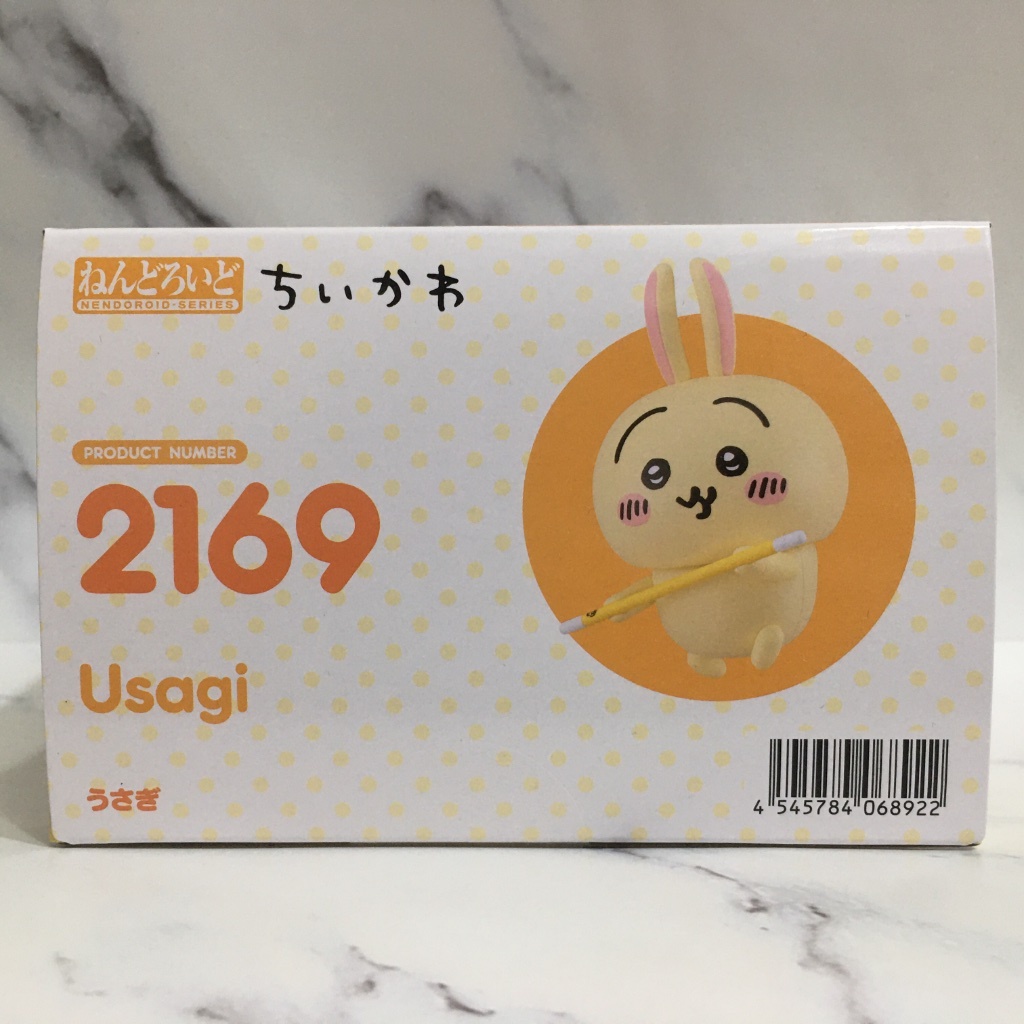 ねんどろいど
NENDOROID-SERIES
ちいかわ
PRODUCT NUMBER
2169
Usagi
うさぎ
4 545784 068922